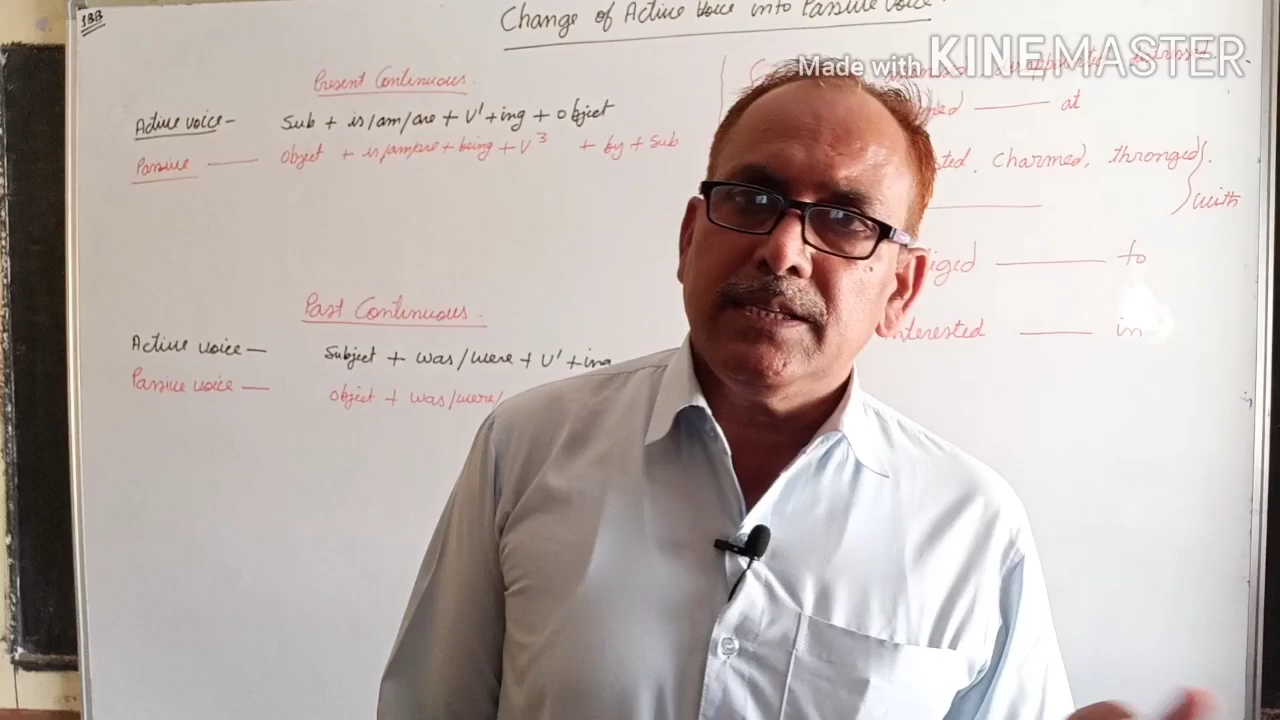 1BB
Change of Active Voice into Passive Voice.
Made with KINEMASTER
Present Continuous.
Active voice - Sub + is/am/are + V¹ + ing + Object
Passive — Object + is/am/are + being + V³ + by + Sub
at
charmed, thronged
with
to
interested — in
Past Continuous.
Active voice — Subject + was/were + V¹ + ing
Passive voice — object + was/were/